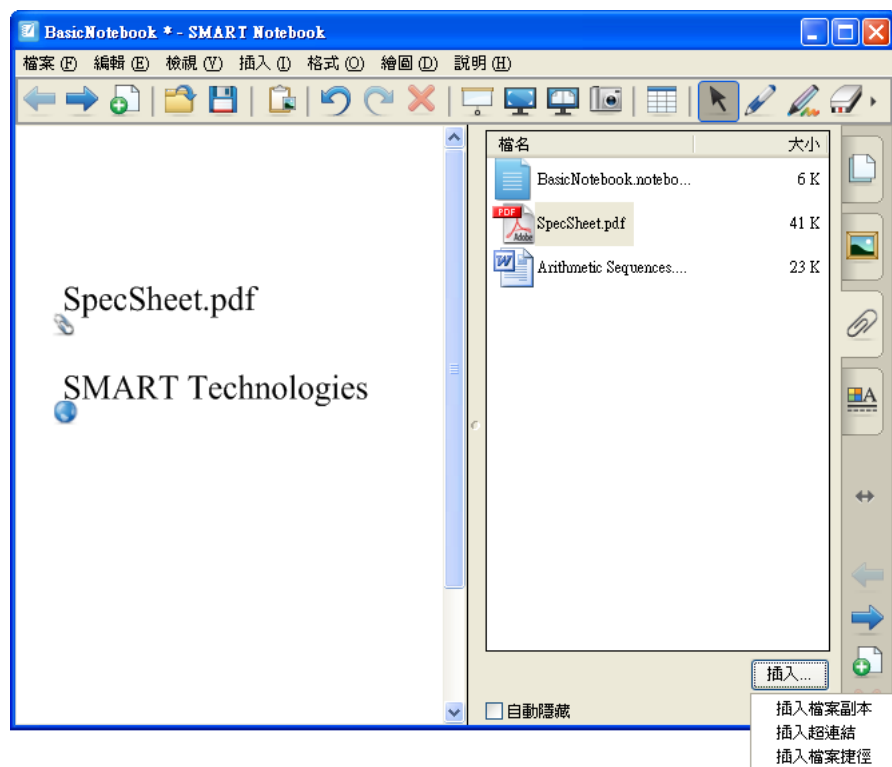 BasicNotebook * - SMART Notebook
檔案(F) 編輯(E) 檢視(V) 插入(I) 格式(O) 繪圖(D) 說明(H)
A
檔名 大小
BasicNotebook.notebo... 6 K
PDF
Adobe
SpecSheet.pdf 41 K
W
Arithmetic Sequences.... 23 K
SpecSheet.pdf
SMART Technologies
插入...
自動隱藏
插入檔案副本
插入超連結
插入檔案捷徑